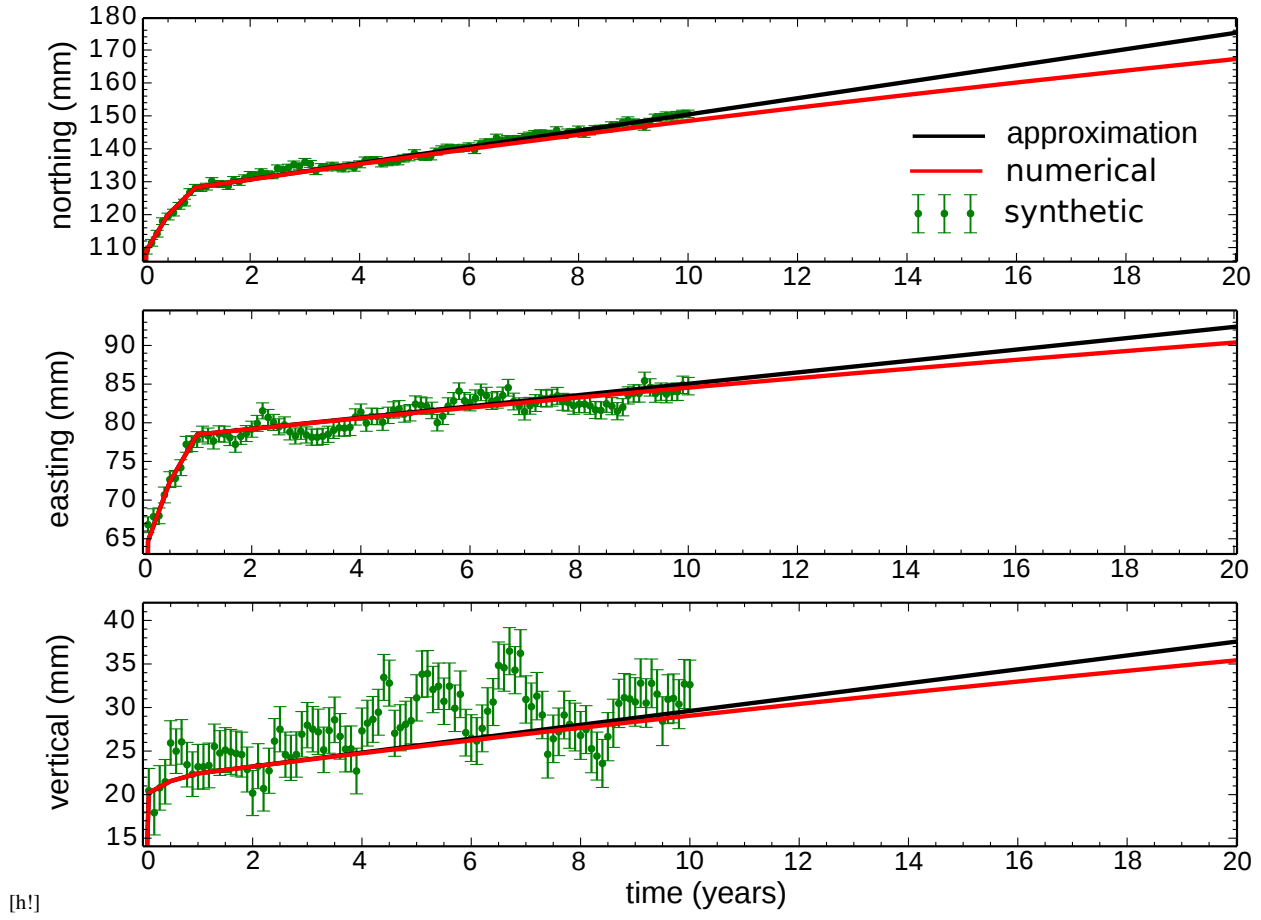 180
170
160
150
140
130
120
110
northing (mm)
approximation
numerical
synthetic
0 2 4 6 8 10 12 14 16 18 20
90
85
80
75
70
65
easting (mm)
0 2 4 6 8 10 12 14 16 18 20
40
35
30
25
20
15
vertical (mm)
0 2 4 6 8 10 12 14 16 18 20
time (years)
[h!]